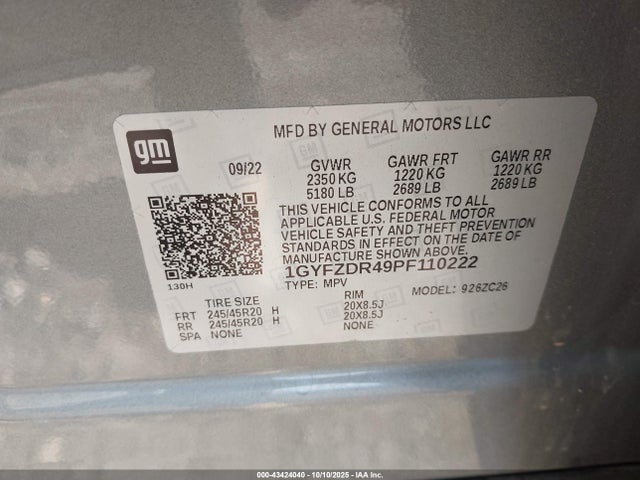 MFD BY GENERAL MOTORS LLC
gm
09/22
GVWR GAWR FRT GAWR RR
2350 KG 1220 KG 1220 KG
5180 LB 2689 LB 2689 LB
THIS VEHICLE CONFORMS TO ALL
APPLICABLE U.S. FEDERAL MOTOR
VEHICLE SAFETY AND THEFT PREVENTION
STANDARDS IN EFFECT ON THE DATE OF
MANUFACTURE SHOWN ABOVE.
1GYFZDR49PF110222
130H
TYPE: MPV MODEL: 926ZC26
TIRE SIZE RIM
FRT 245/45R20 H 20X8.5J
RR 245/45R20 H 20X8.5J
SPA NONE NONE
000-43424040 - 10/10/2025 - IAA Inc.